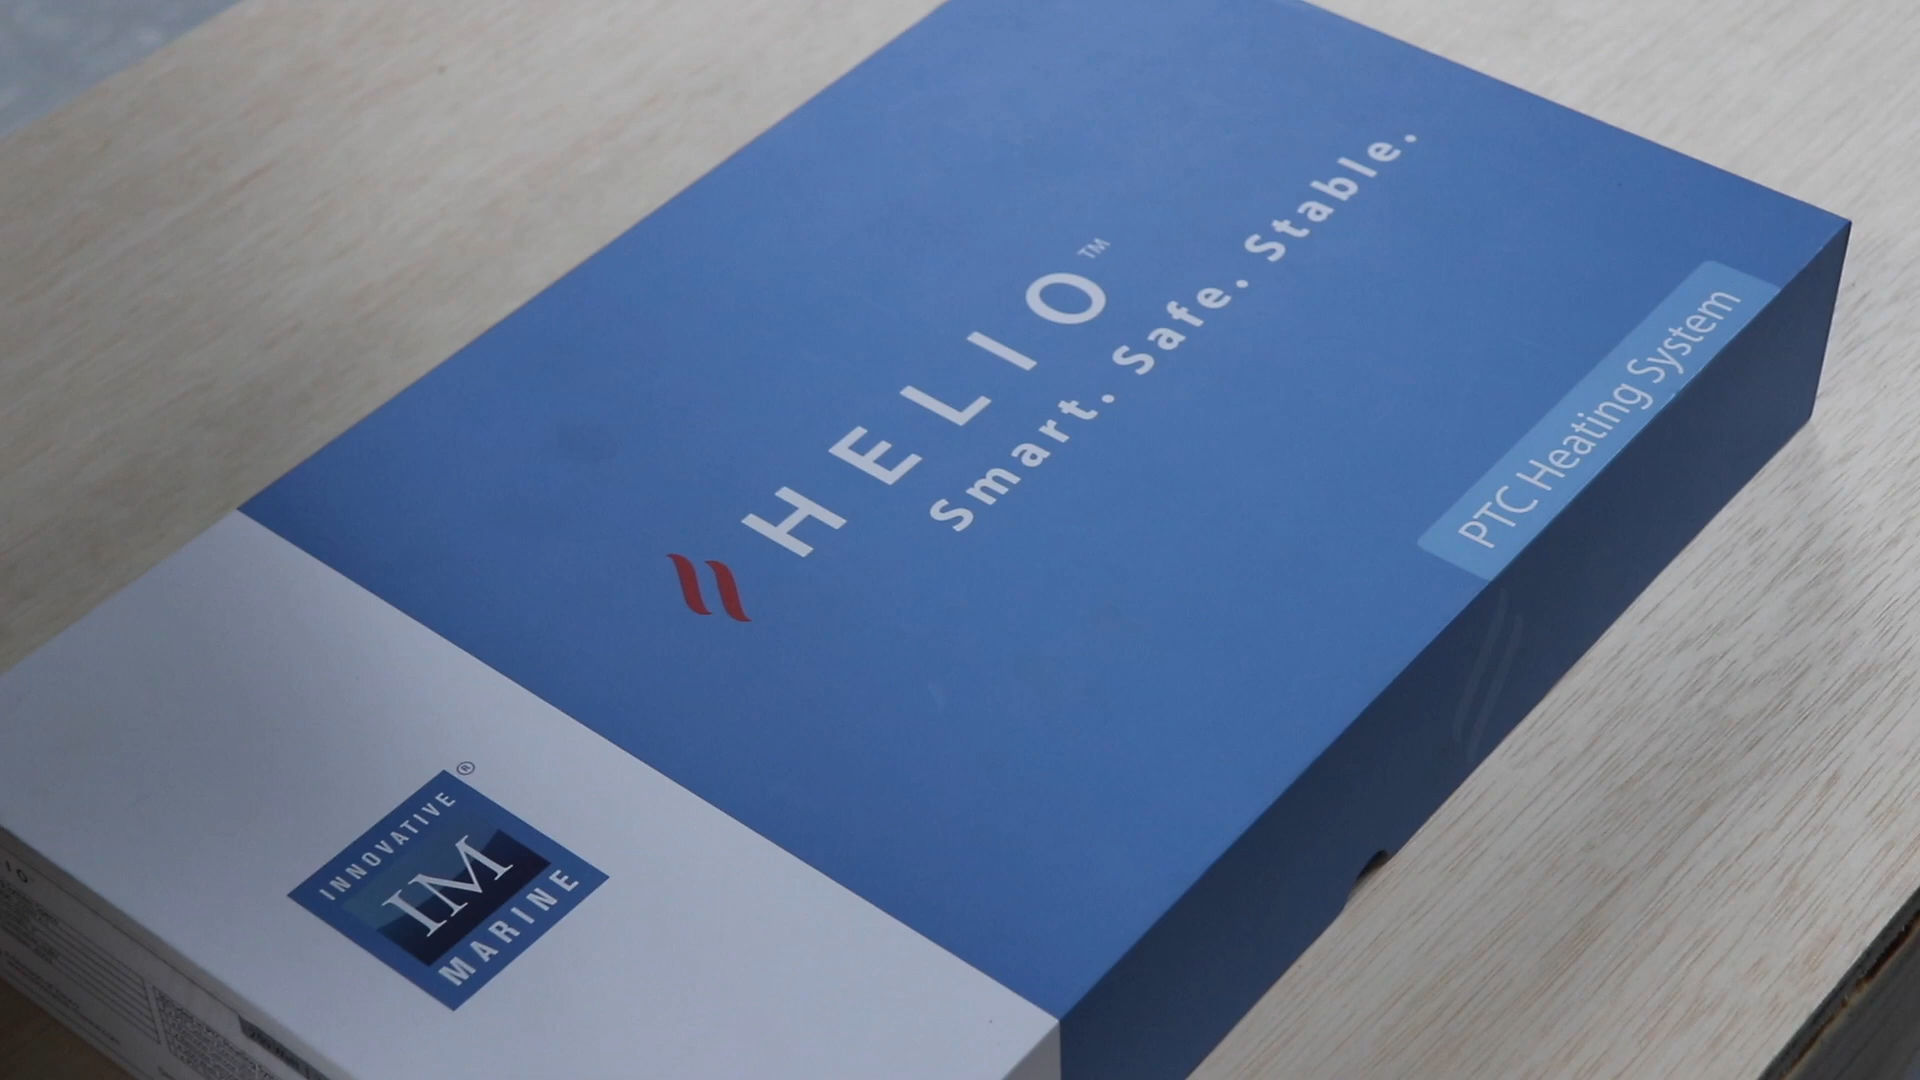 HELIO™
Smart. Safe. Stable.
PTC Heating System
INNOVATIVE®
IM
MARINE